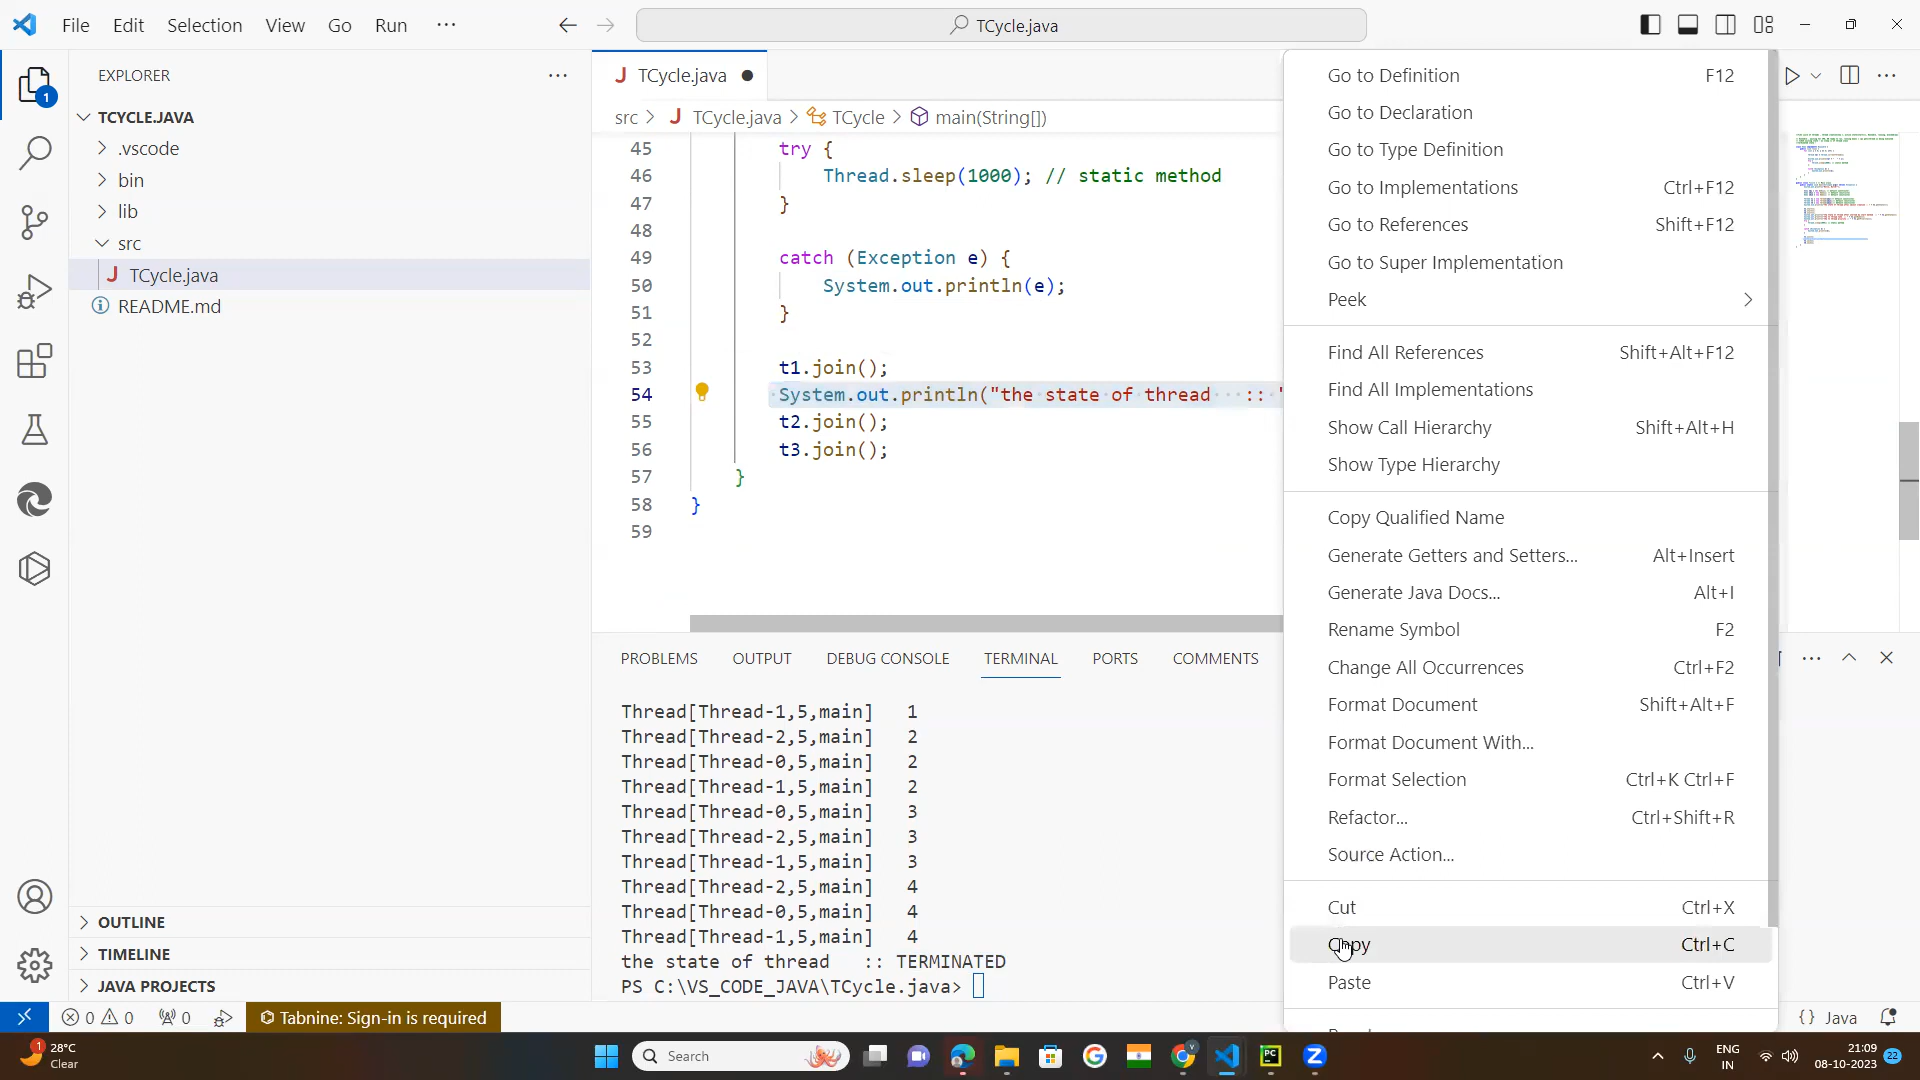 File Edit Selection View Go Run ···
TCycle.java
EXPLORER
TCYCLE.JAVA
.vscode
bin
lib
src
TCycle.java
README.md
OUTLINE
TIMELINE
JAVA PROJECTS
1
TCycle.java
src > TCycle.java > TCycle > main(String[])
45 try {
46 Thread.sleep(1000); // static method
47 }
48
49 catch (Exception e) {
50 System.out.println(e);
51 }
52
53 t1.join();
54 System.out.println("the state of thread   :: "
55 t2.join();
56 t3.join();
57 }
58 }
59
PROBLEMS OUTPUT DEBUG CONSOLE TERMINAL PORTS COMMENTS
Thread[Thread-1,5,main]   1
Thread[Thread-2,5,main]   2
Thread[Thread-0,5,main]   2
Thread[Thread-1,5,main]   2
Thread[Thread-0,5,main]   3
Thread[Thread-2,5,main]   3
Thread[Thread-1,5,main]   3
Thread[Thread-2,5,main]   4
Thread[Thread-0,5,main]   4
Thread[Thread-1,5,main]   4
the state of thread   :: TERMINATED
PS C:\VS_CODE_JAVA\TCycle.java>
Go to Definition F12
Go to Declaration
Go to Type Definition
Go to Implementations Ctrl+F12
Go to References Shift+F12
Go to Super Implementation
Peek
Find All References Shift+Alt+F12
Find All Implementations
Show Call Hierarchy Shift+Alt+H
Show Type Hierarchy
Copy Qualified Name
Generate Getters and Setters... Alt+Insert
Generate Java Docs... Alt+I
Rename Symbol F2
Change All Occurrences Ctrl+F2
Format Document Shift+Alt+F
Format Document With...
Format Selection Ctrl+K Ctrl+F
Refactor... Ctrl+Shift+R
Source Action...
Cut Ctrl+X
Copy Ctrl+C
Paste Ctrl+V
0 0 0 Tabnine: Sign-in is required {} Java
1 28°C
Clear
Search
ENG
IN
21:09
08-10-2023
22